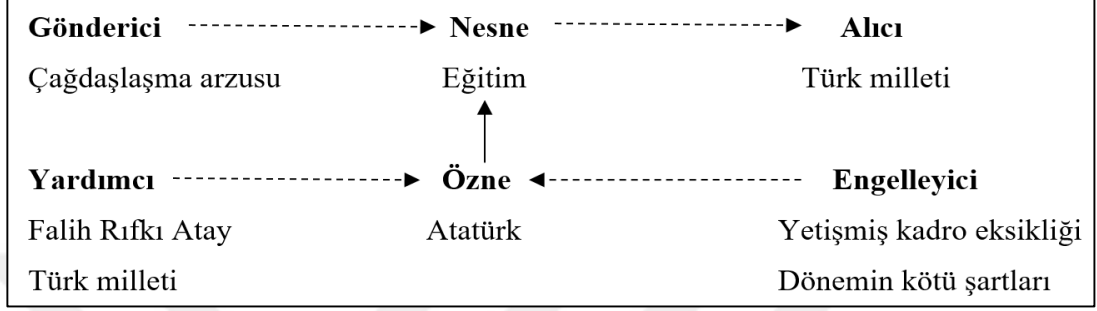 Gönderici Nesne Alıcı
Çağdaşlaşma arzusu Eğitim Türk milleti
Yardımcı Özne Engelleyici
Falih Rıfkı Atay Atatürk Yetişmiş kadro eksikliği
Türk milleti Dönemin kötü şartları